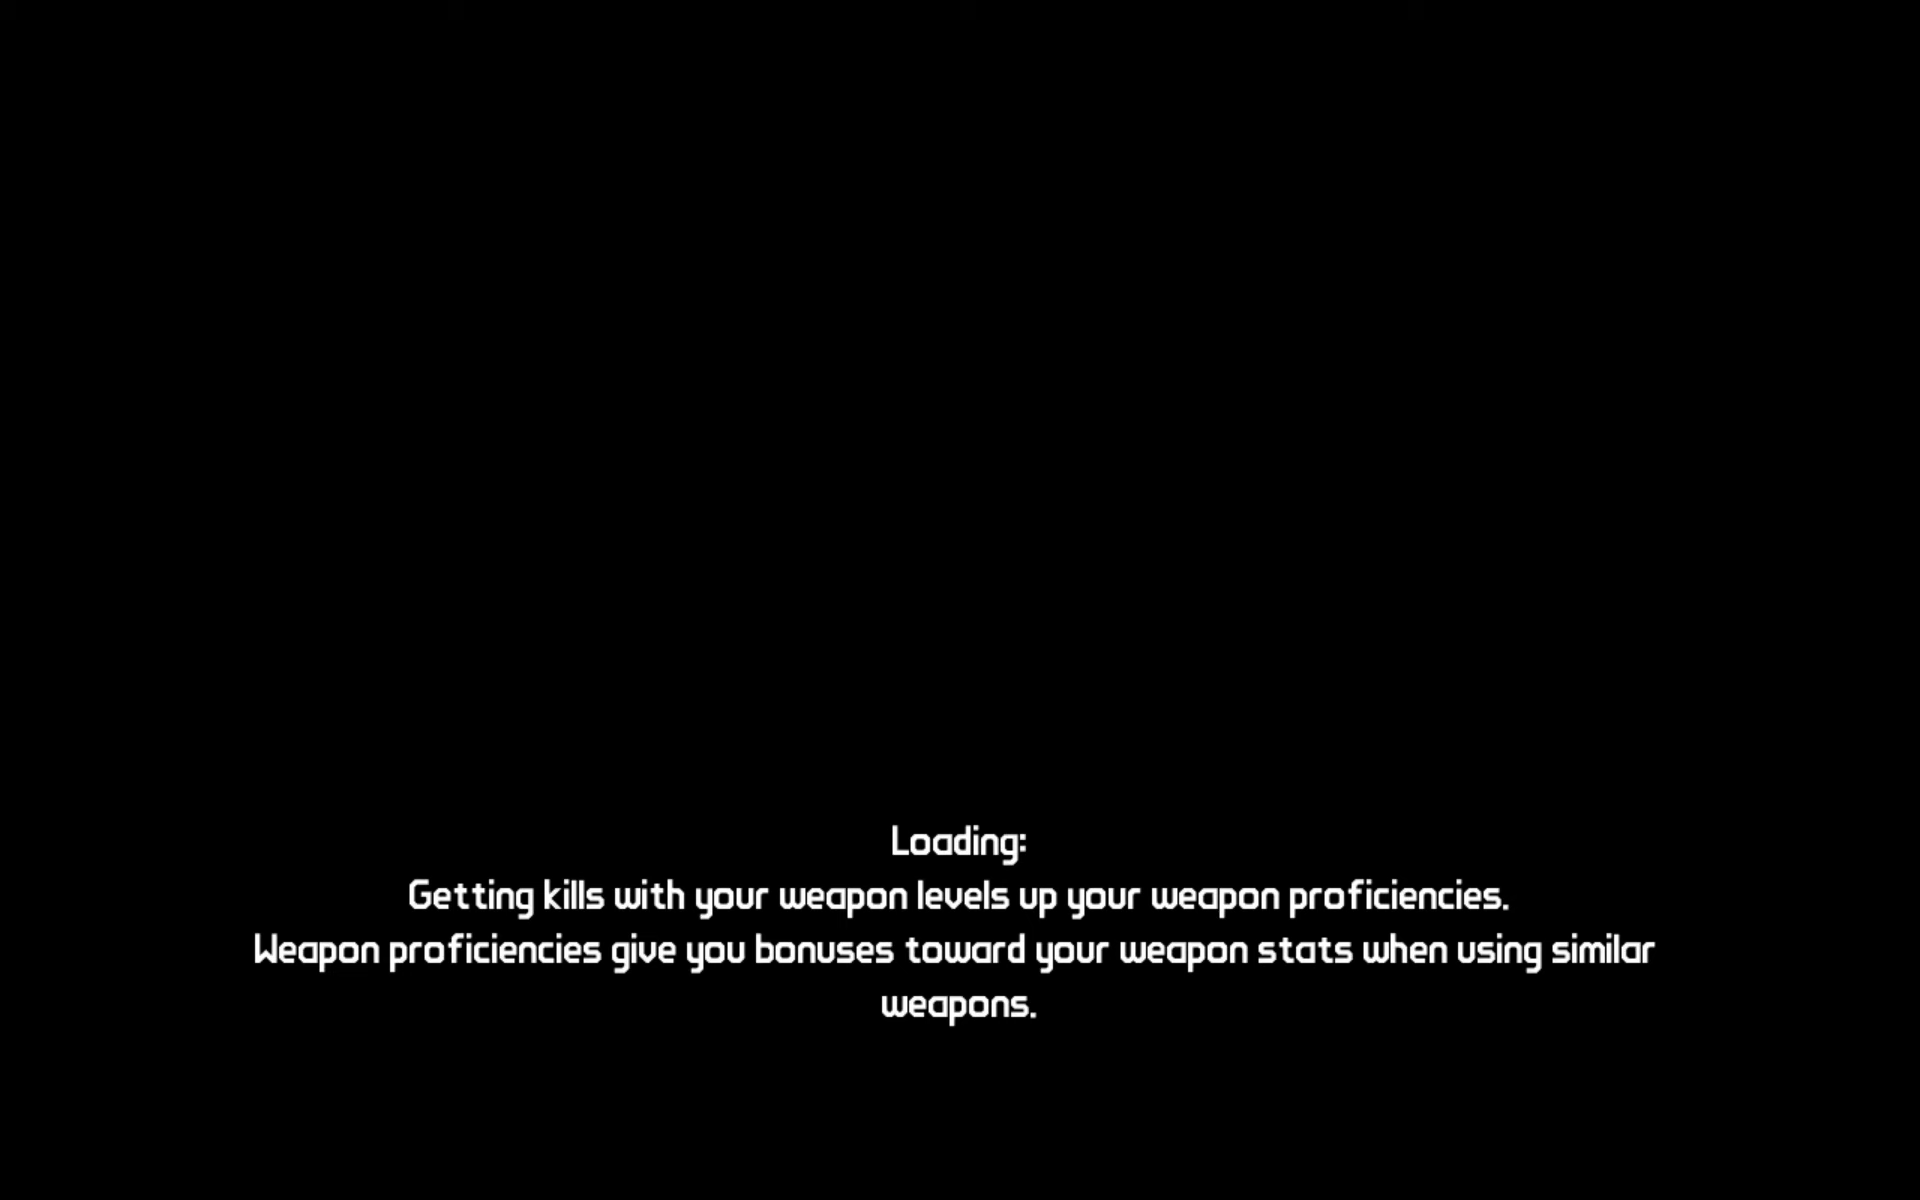 Loading:
Getting kills with your weapon levels up your weapon proficiencies.
Weapon proficiencies give you bonuses toward your weapon stats when using similar
weapons.